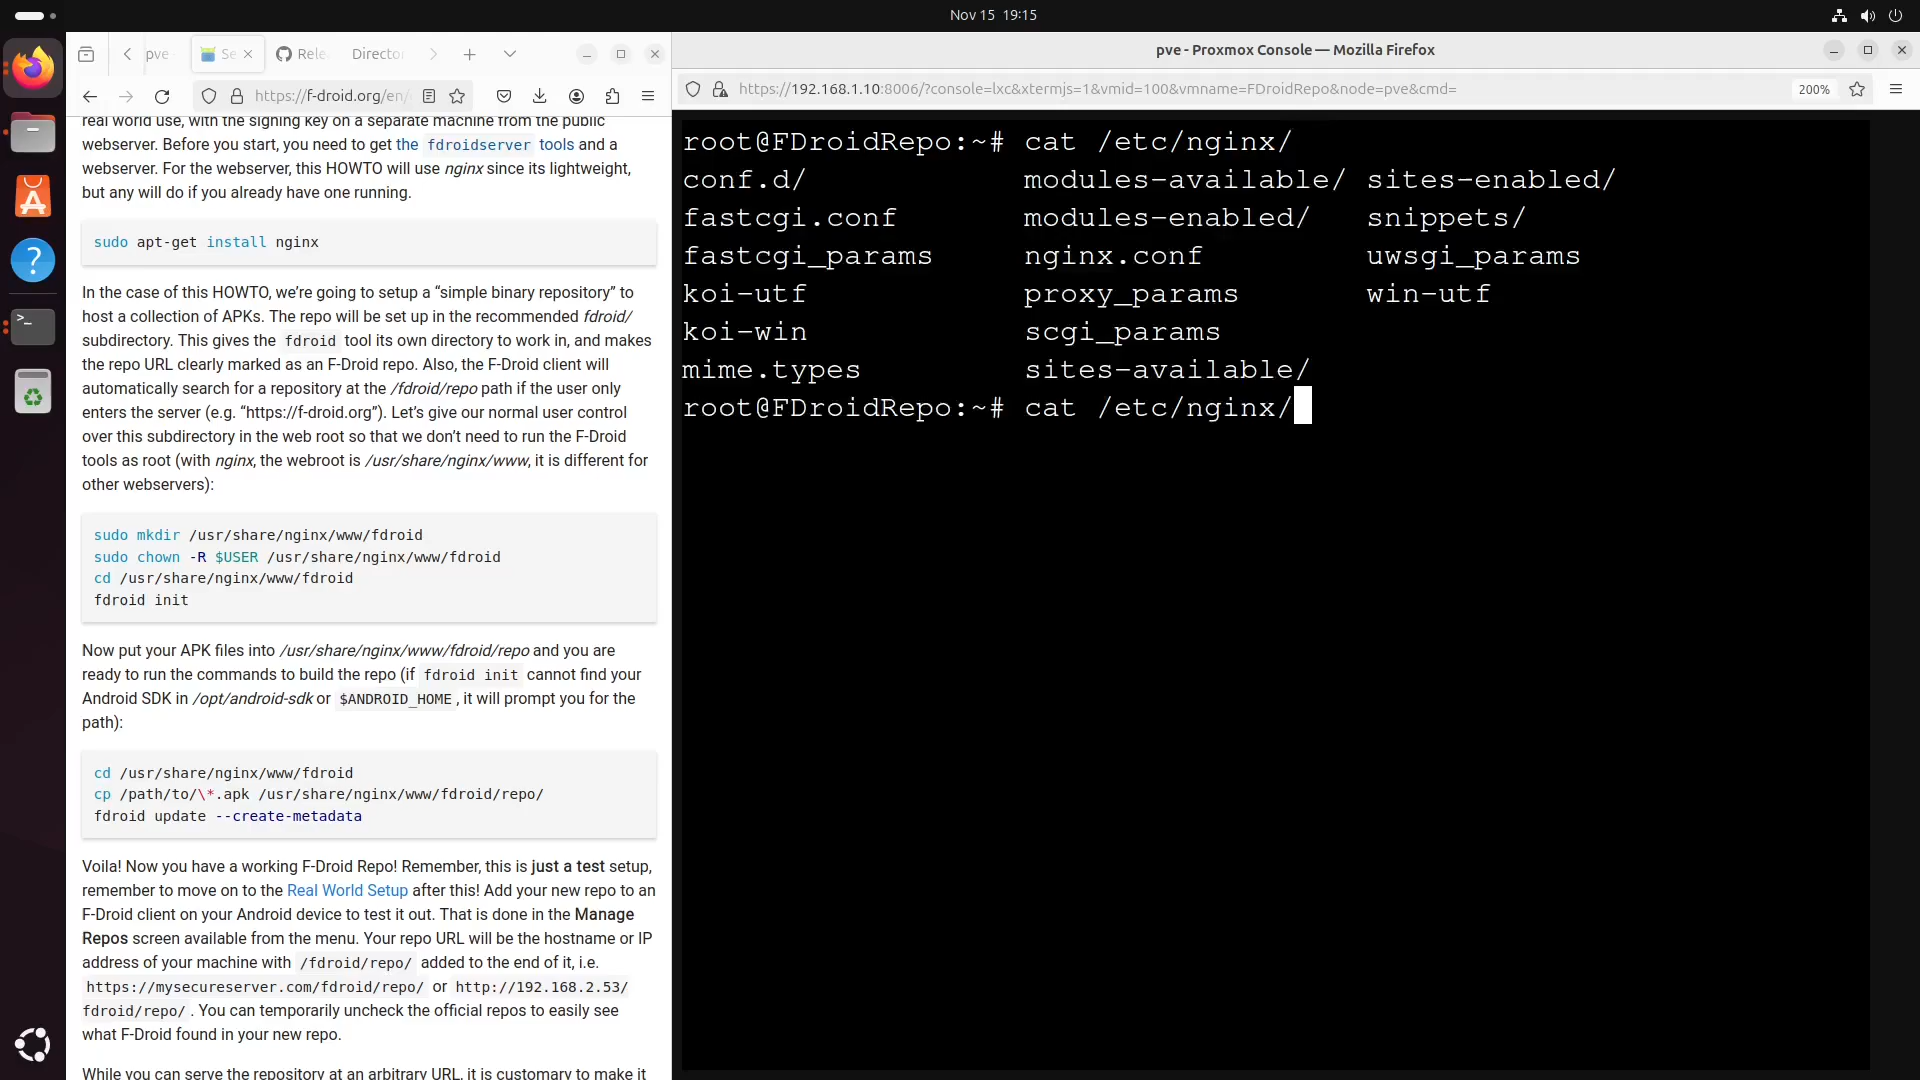 Nov 15 19:15
pve
Se
Rele
Directo
https://f-droid.org/en/
real world use, with the signing key on a separate machine from the public
webserver. Before you start, you need to get the fdroidserver tools and a
webserver. For the webserver, this HOWTO will use nginx since its lightweight,
but any will do if you already have one running.
sudo apt-get install nginx
In the case of this HOWTO, we’re going to setup a “simple binary repository” to
host a collection of APKs. The repo will be set up in the recommended fdroid/
subdirectory. This gives the fdroid tool its own directory to work in, and makes
the repo URL clearly marked as an F-Droid repo. Also, the F-Droid client will
automatically search for a repository at the /fdroid/repo path if the user only
enters the server (e.g. “https://f-droid.org”). Let’s give our normal user control
over this subdirectory in the web root so that we don’t need to run the F-Droid
tools as root (with nginx, the webroot is /usr/share/nginx/www, it is different for
other webservers):
sudo mkdir /usr/share/nginx/www/fdroid
sudo chown -R $USER /usr/share/nginx/www/fdroid
cd /usr/share/nginx/www/fdroid
fdroid init
Now put your APK files into /usr/share/nginx/www/fdroid/repo and you are
ready to run the commands to build the repo (if fdroid init cannot find your
Android SDK in /opt/android-sdk or $ANDROID_HOME, it will prompt you for the
path):
cd /usr/share/nginx/www/fdroid
cp /path/to/\*.apk /usr/share/nginx/www/fdroid/repo/
fdroid update --create-metadata
Voila! Now you have a working F-Droid Repo! Remember, this is just a test setup,
remember to move on to the Real World Setup after this! Add your new repo to an
F-Droid client on your Android device to test it out. That is done in the Manage
Repos screen available from the menu. Your repo URL will be the hostname or IP
address of your machine with /fdroid/repo/ added to the end of it, i.e.
https://mysecureserver.com/fdroid/repo/ or http://192.168.2.53/
fdroid/repo/. You can temporarily uncheck the official repos to easily see
what F-Droid found in your new repo.
While you can serve the repository at an arbitrary URL, it is customary to make it
pve - Proxmox Console — Mozilla Firefox
https://192.168.1.10:8006/?console=lxc&xtermjs=1&vmid=100&vmname=FDroidRepo&node=pve&cmd=
200%
root@FDroidRepo:~# cat /etc/nginx/
conf.d/ modules-available/ sites-enabled/
fastcgi.conf modules-enabled/ snippets/
fastcgi_params nginx.conf uwsgi_params
koi-utf proxy_params win-utf
koi-win scgi_params
mime.types sites-available/
root@FDroidRepo:~# cat /etc/nginx/